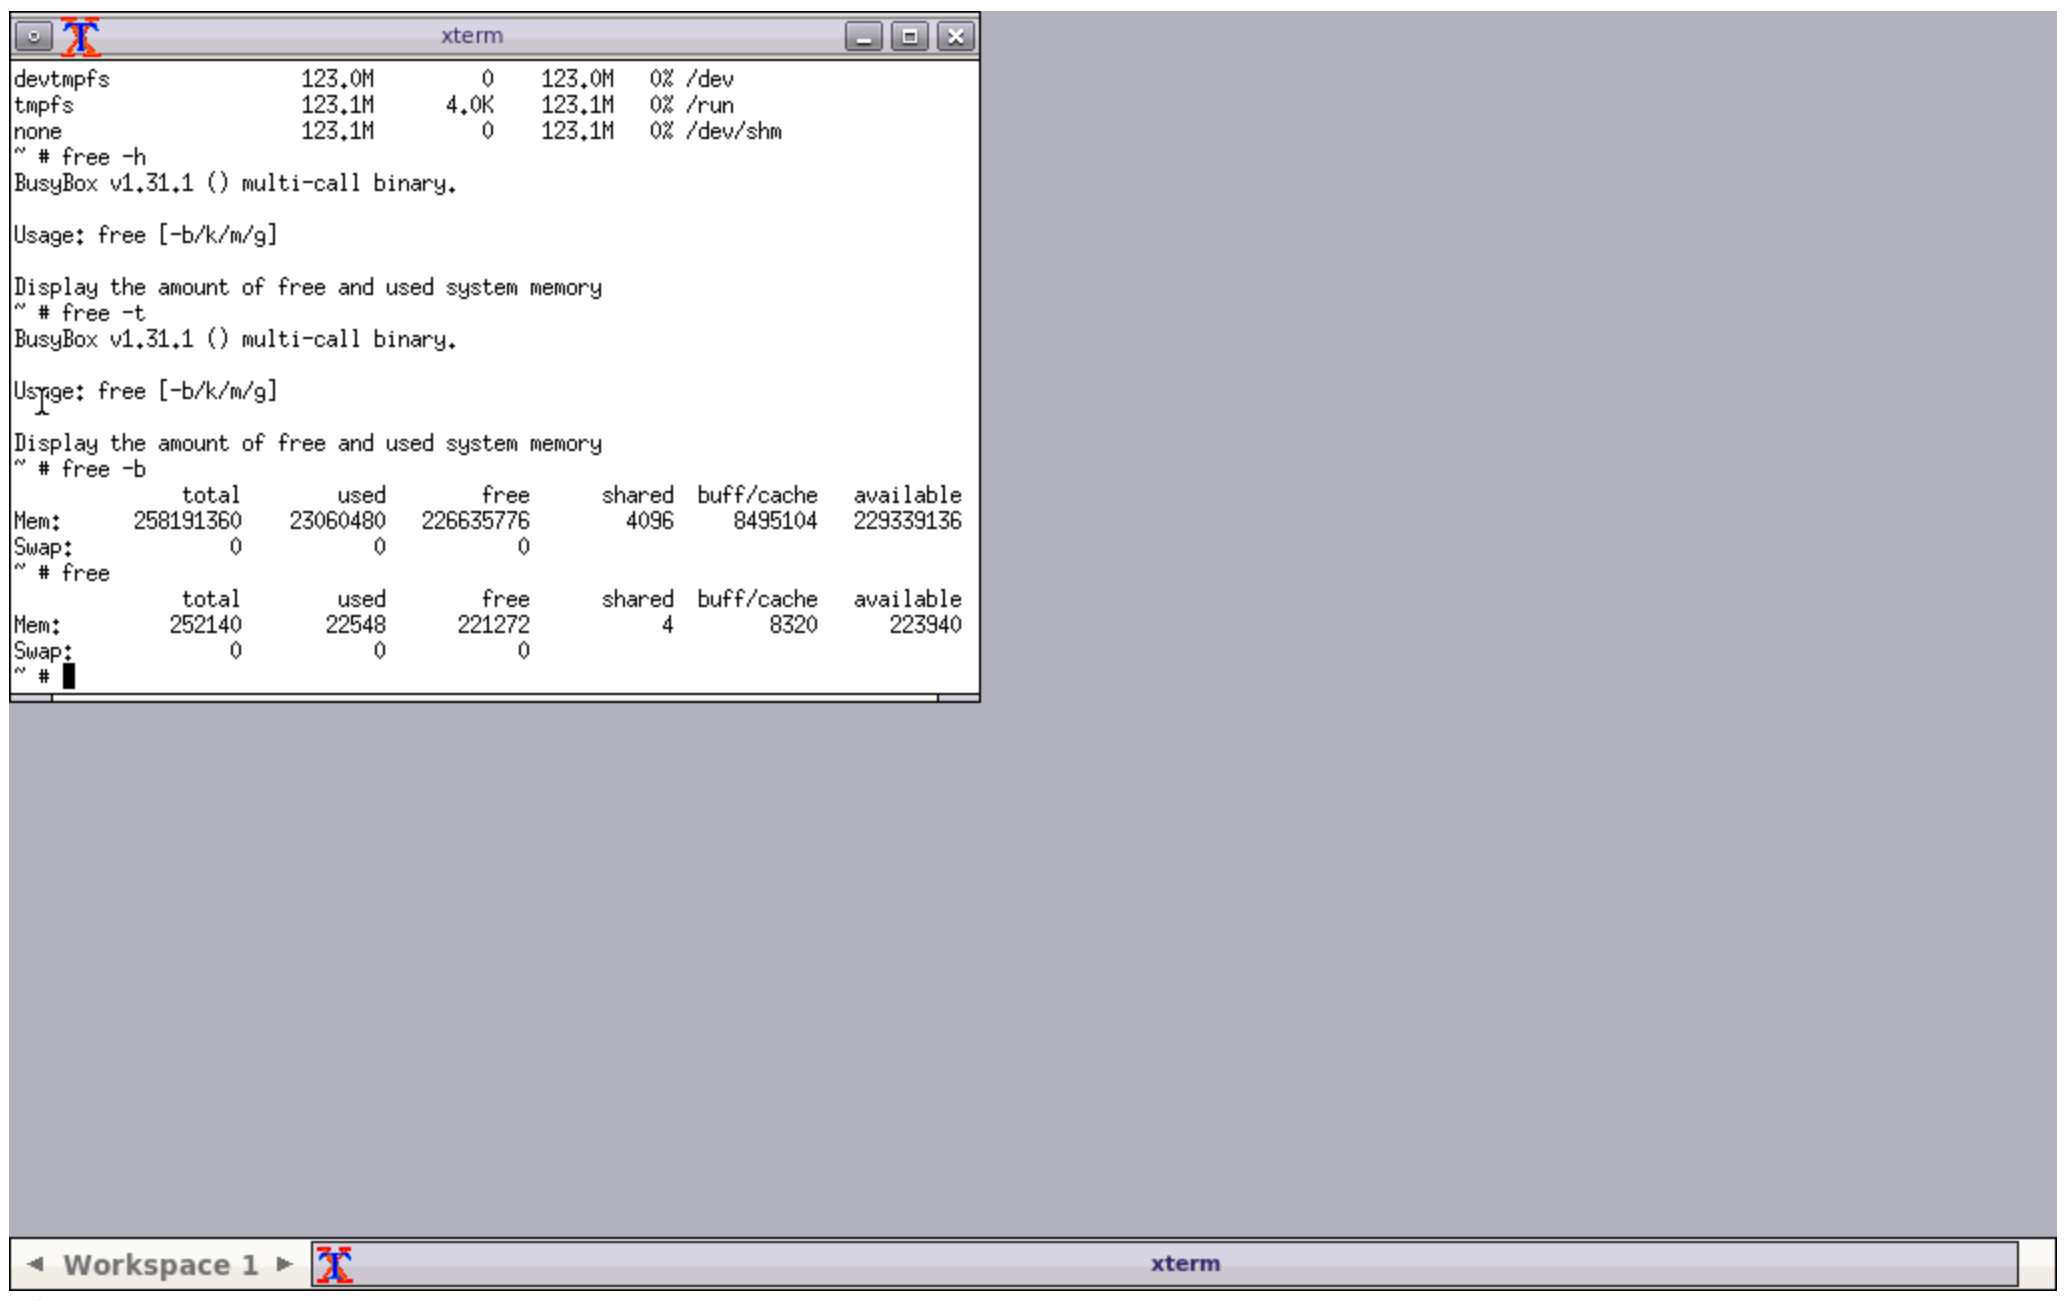 xterm
devtmpfs 123.0M 0 123.0M 0% /dev
tmpfs 123.1M 4.0K 123.1M 0% /run
none 123.1M 0 123.1M 0% /dev/shm
~ # free -h
BusyBox v1.31.1 () multi-call binary.
Usage: free [-b/k/m/g]
Display the amount of free and used system memory
~ # free -t
BusyBox v1.31.1 () multi-call binary.
Usage: free [-b/k/m/g]
Display the amount of free and used system memory
~ # free -b
total used free shared buff/cache available
Mem: 258191360 23060480 226635776 4096 8495104 229339136
Swap: 0 0 0
~ # free
total used free shared buff/cache available
Mem: 252140 22548 221272 4 8320 223940
Swap: 0 0 0
~ #
Workspace 1
xterm